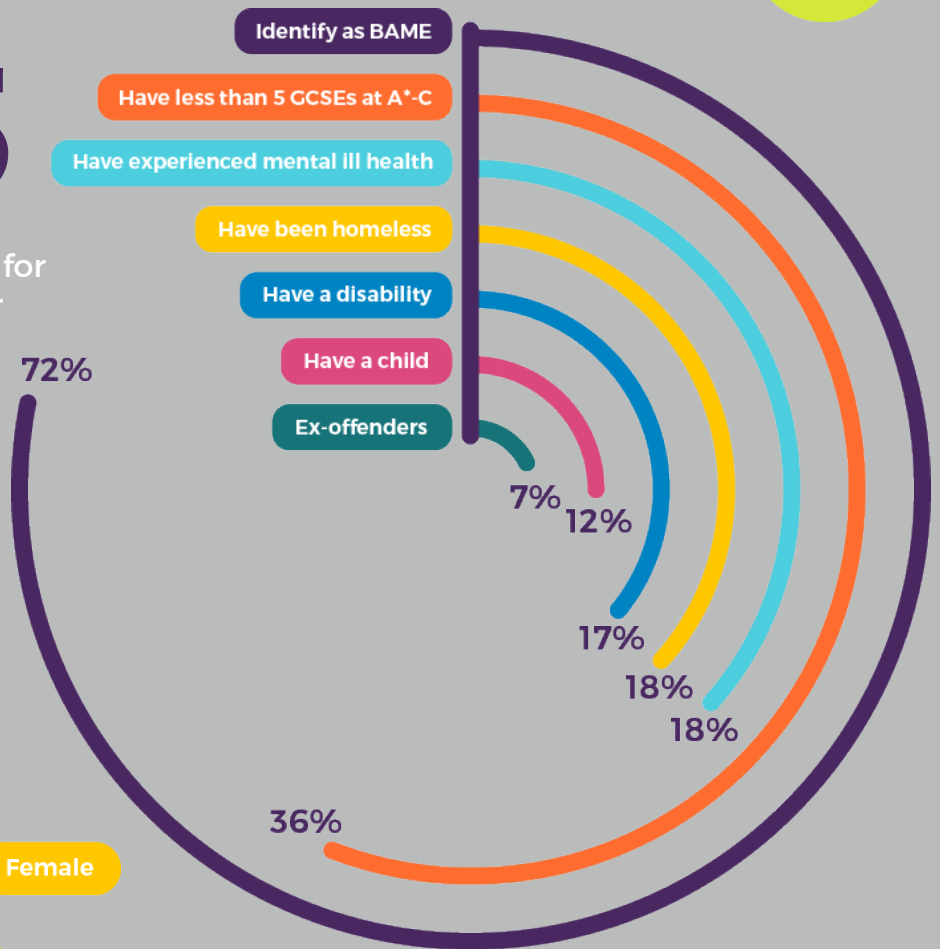 Identify as BAME
Have less than 5 GCSEs at A*-C
Have experienced mental ill health
Have been homeless
for
Have a disability
Have a child
72%
Ex-offenders
7%
12%
17%
18%
18%
36%
Female